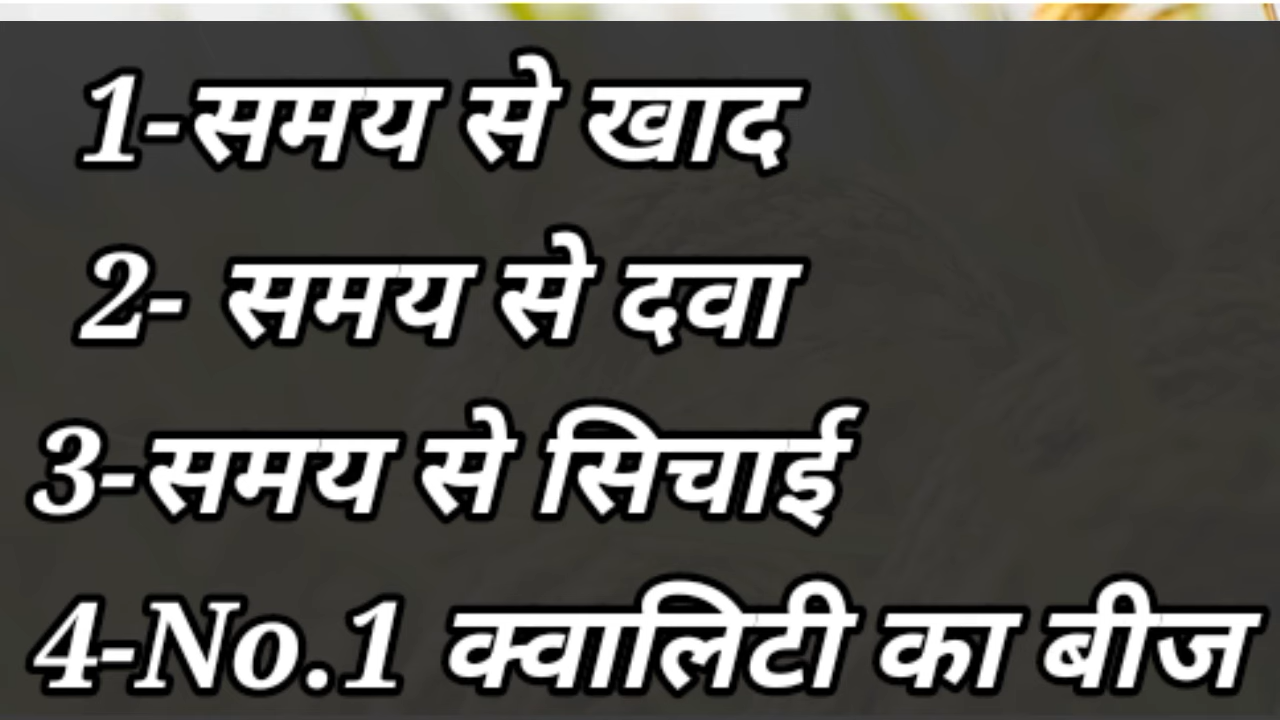 1-समय से खाद
2- समय से दवा
3-समय से सिचाई
4-No.1 क्वालिटी का बीज